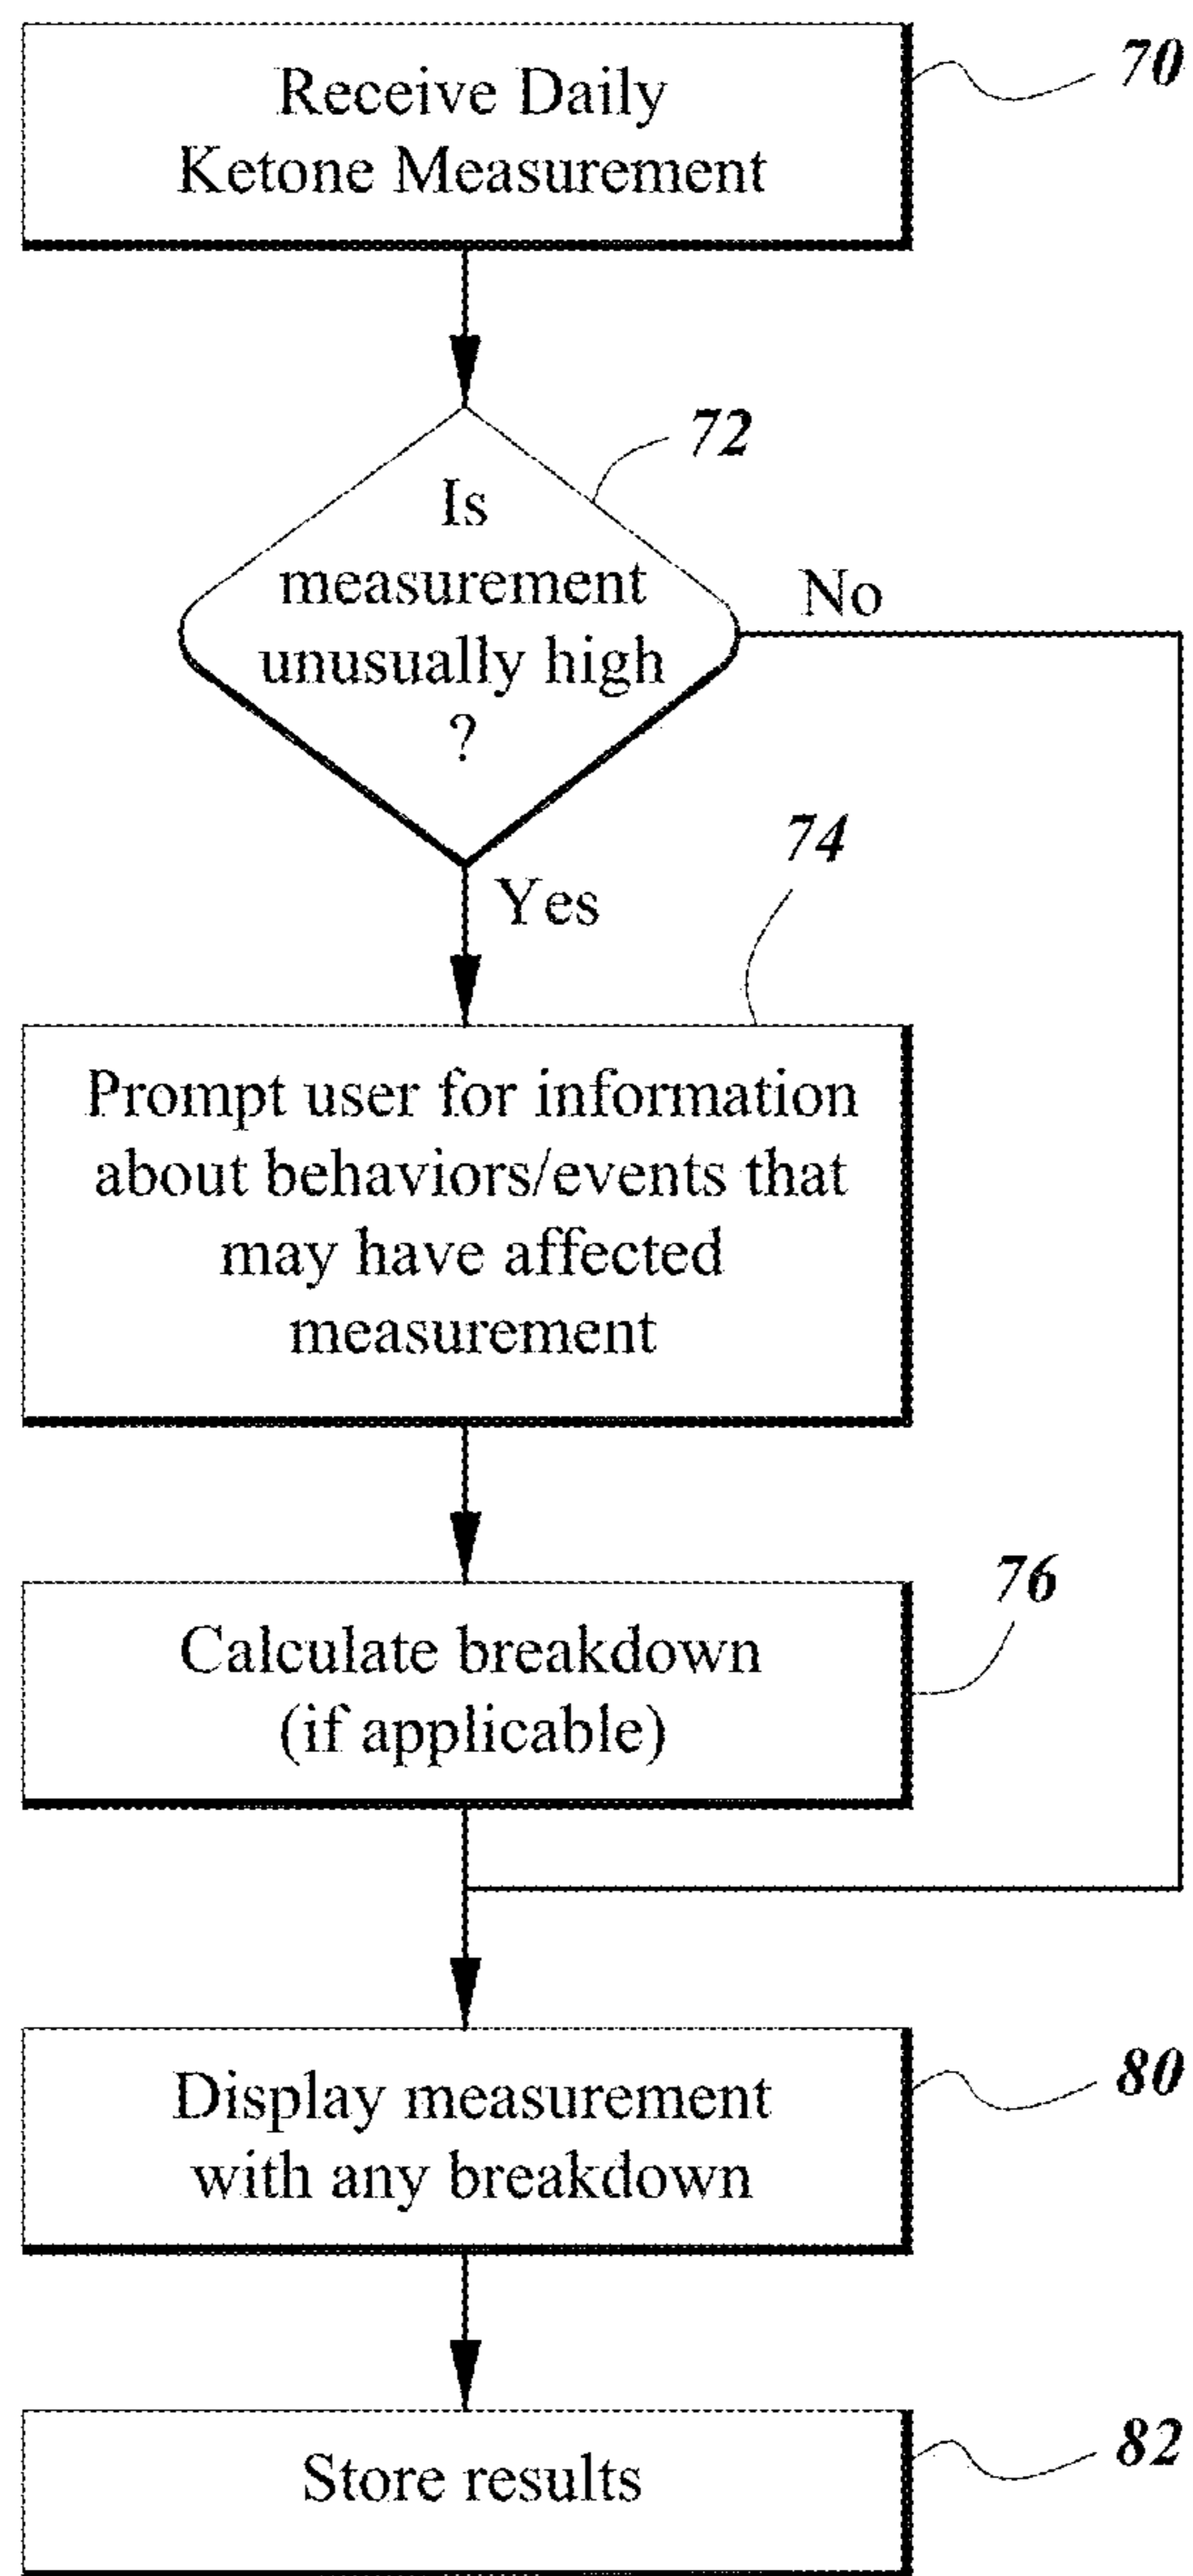 Receive Daily
Ketone Measurement
70
Is
measurement
unusually high
?
72
No
Yes
74
Prompt user for information
about behaviors/events that
may have affected
measurement
76
Calculate breakdown
(if applicable)
Display measurement
with any breakdown
80
Store results
82